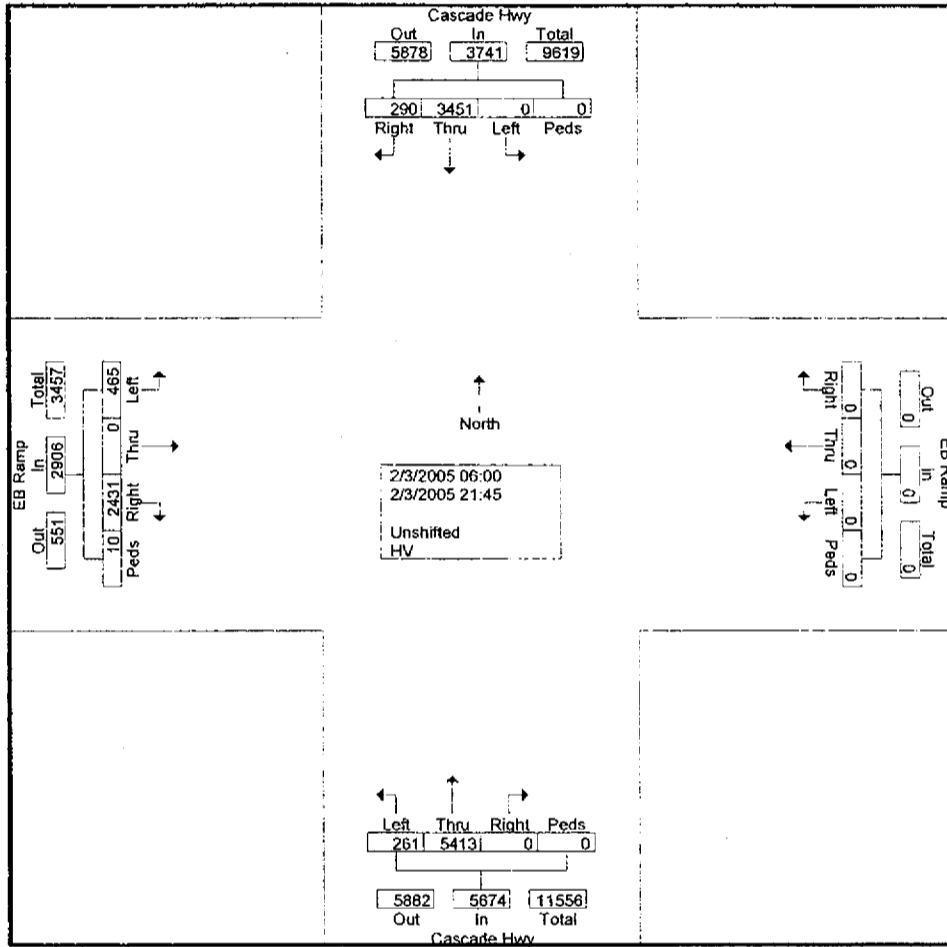 Cascade Hwy
Out In Total
5878 3741 9619
290 3451 0 0
Right Thru Left Peds
EB Ramp
Total In Out
3457 2906 551
465 0 2431 10
Left Thru Right Peds
North
2/3/2005 06:00
2/3/2005 21:45
Unshifted
HV
Right Thru Left Peds
0 0 0 0
Out In Total
0 0 0
EB Ramp
Left Thru Right Peds
261 5413 0 0
5882 5674 11556
Out In Total
Cascade Hwy